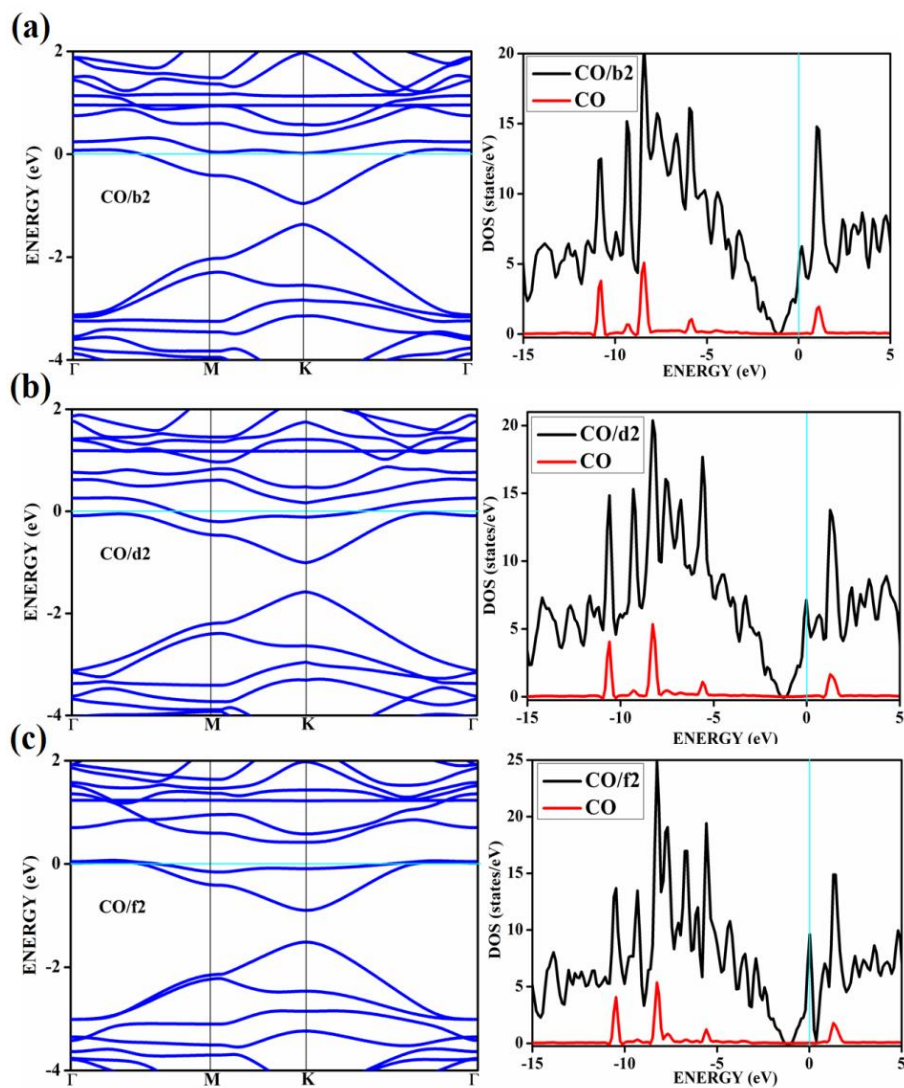 (a)
2
0
-2
-4
ENERGY (eV)
CO/b2
Γ M K Γ
20
15
10
5
0
DOS (states/eV)
CO/b2
CO
-15 -10 -5 0 5
ENERGY (eV)
(b)
2
0
-2
-4
ENERGY (eV)
CO/d2
Γ M K Γ
20
15
10
5
0
DOS (states/eV)
CO/d2
CO
-15 -10 -5 0 5
ENERGY (eV)
(c)
2
0
-2
-4
ENERGY (eV)
CO/f2
Γ M K Γ
25
20
15
10
5
0
DOS (states/eV)
CO/f2
CO
-15 -10 -5 0 5
ENERGY (eV)